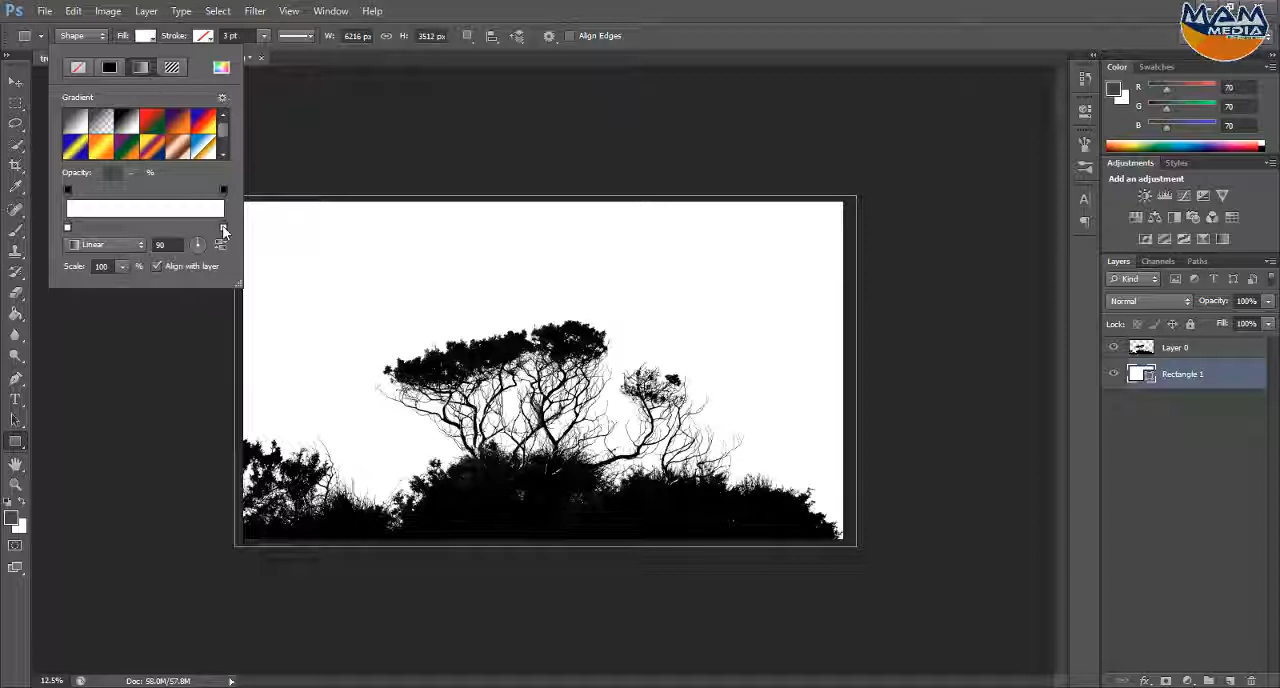 Ps File Edit Image Layer Type Select Filter View Window Help
MAM
MEDIA
Shape Fill: Stroke: 3 pt W: 6216 px H: 3512 px Align Edges
Color Swatches
R 70
G 70
B 70
Gradient
Opacity: %
Linear 90
Scale: 100 % Align with layer
Adjustments Styles
Add an adjustment
Layers Channels Paths
Kind
Normal Opacity: 100%
Lock: Fill: 100%
Layer 0
Rectangle 1
12.5% Doc: 58.0M/57.8M